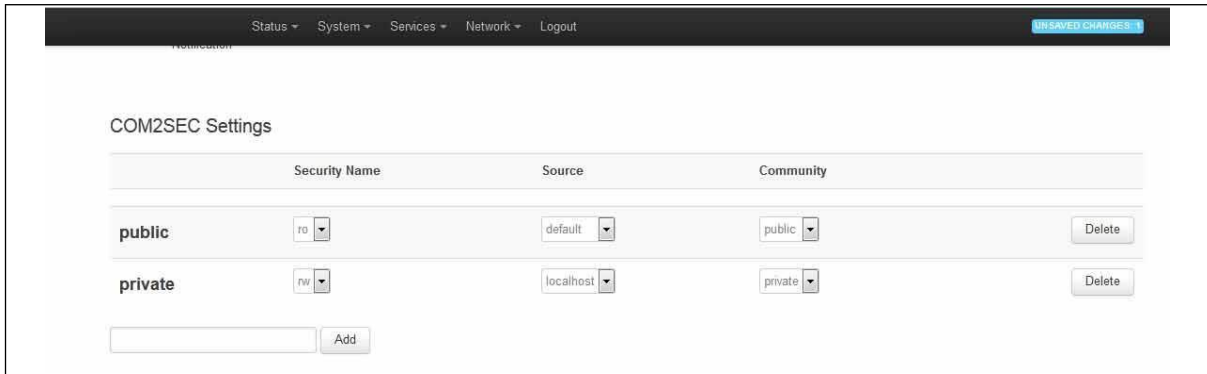 Status System Services Network Logout UNSAVED CHANGES: 1
Notification
COM2SEC Settings
Security Name Source Community
public ro default public Delete
private rw localhost private Delete
Add